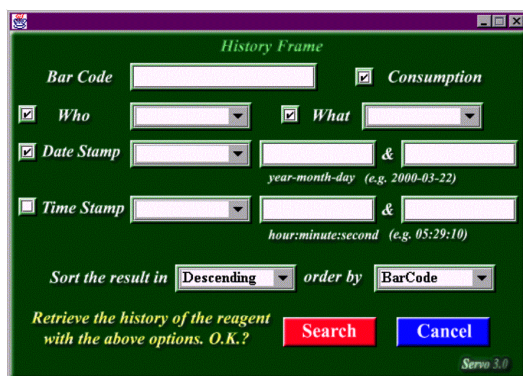 History Frame
Bar Code Consumption
Who What
Date Stamp &
year-month-day (e.g. 2000-03-22)
Time Stamp &
hour:minute:second (e.g. 05:29:10)
Sort the result in Descending order by BarCode
Retrieve the history of the reagent
with the above options. O.K.? Search Cancel
Servo 3.0